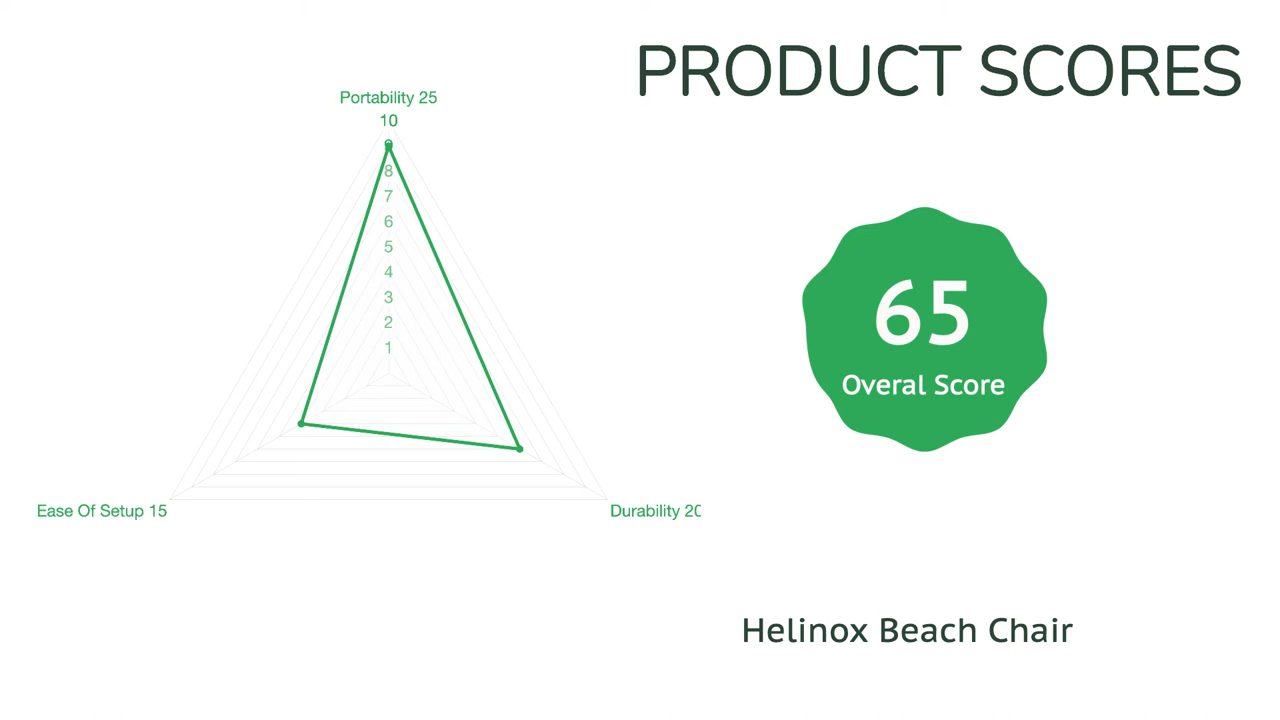 PRODUCT SCORES
Portability 25
10
9
8
7
6
5
4
3
2
1
Ease Of Setup 15
Durability 20
65
Overal Score
Helinox Beach Chair